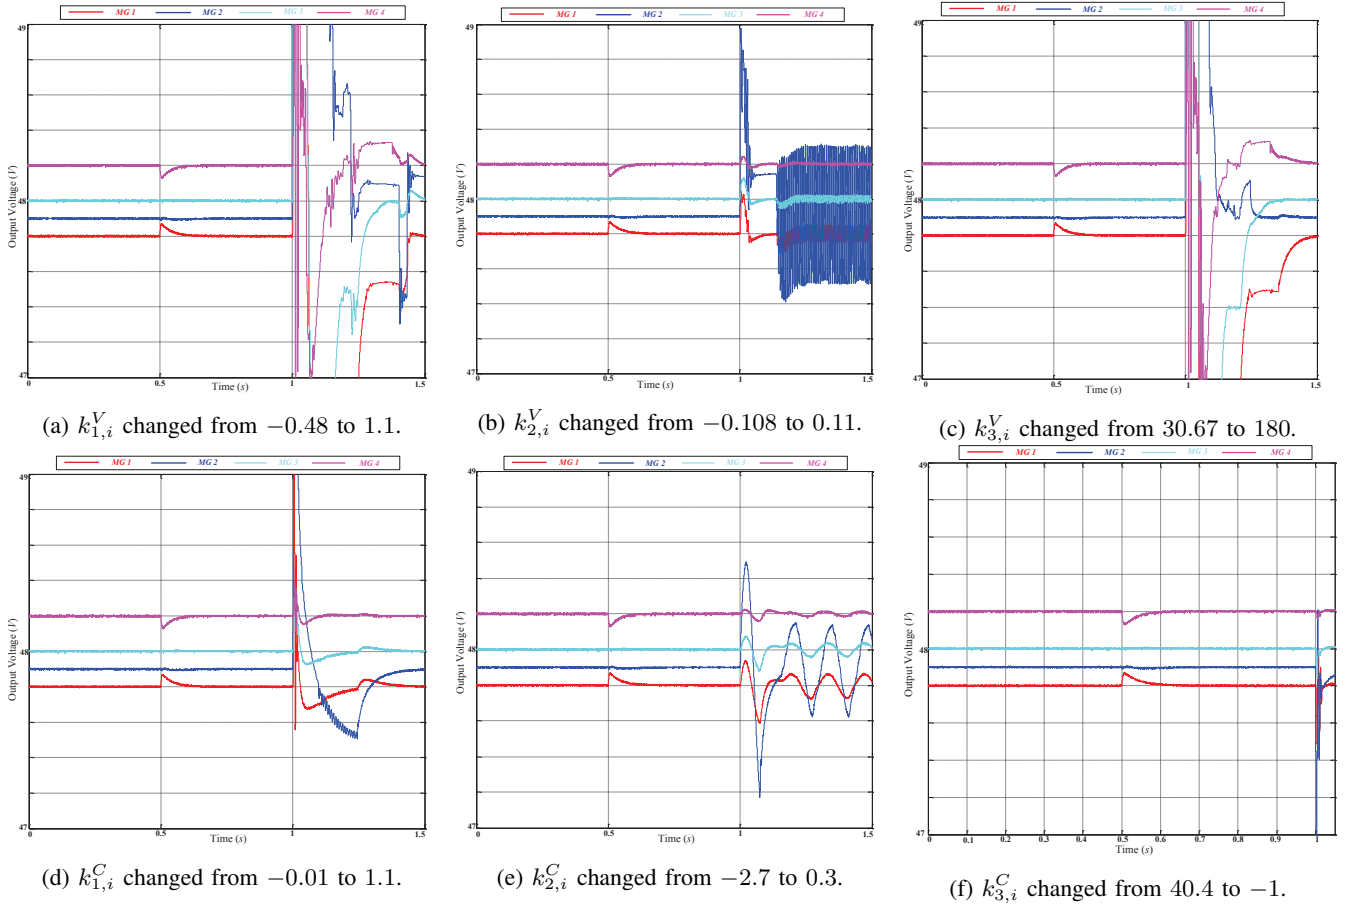 MG 1 MG 2 MG 3 MG 4
49
48
47
Output Voltage (V)
0 0.5 1 1.5
Time (s)
(a) k^V_{1,i} changed from −0.48 to 1.1.
MG 1 MG 2 MG 3 MG 4
49
48
47
Output Voltage (V)
0 0.5 1 1.5
Time (s)
(b) k^V_{2,i} changed from −0.108 to 0.11.
MG 1 MG 2 MG 3 MG 4
49
48
47
Output Voltage (V)
0 0.5 1 1.5
Time (s)
(c) k^V_{3,i} changed from 30.67 to 180.
MG 1 MG 2 MG 3 MG 4
49
48
47
Output Voltage (V)
0 0.5 1 1.5
Time (s)
(d) k^C_{1,i} changed from −0.01 to 1.1.
MG 1 MG 2 MG 3 MG 4
49
48
47
Output Voltage (V)
0 0.5 1 1.5
Time (s)
(e) k^C_{2,i} changed from −2.7 to 0.3.
MG 1 MG 2 MG 3 MG 4
49
48
47
Output Voltage (V)
0 0.1 0.2 0.3 0.4 0.5 0.6 0.7 0.8 0.9 1
Time (s)
(f) k^C_{3,i} changed from 40.4 to −1.